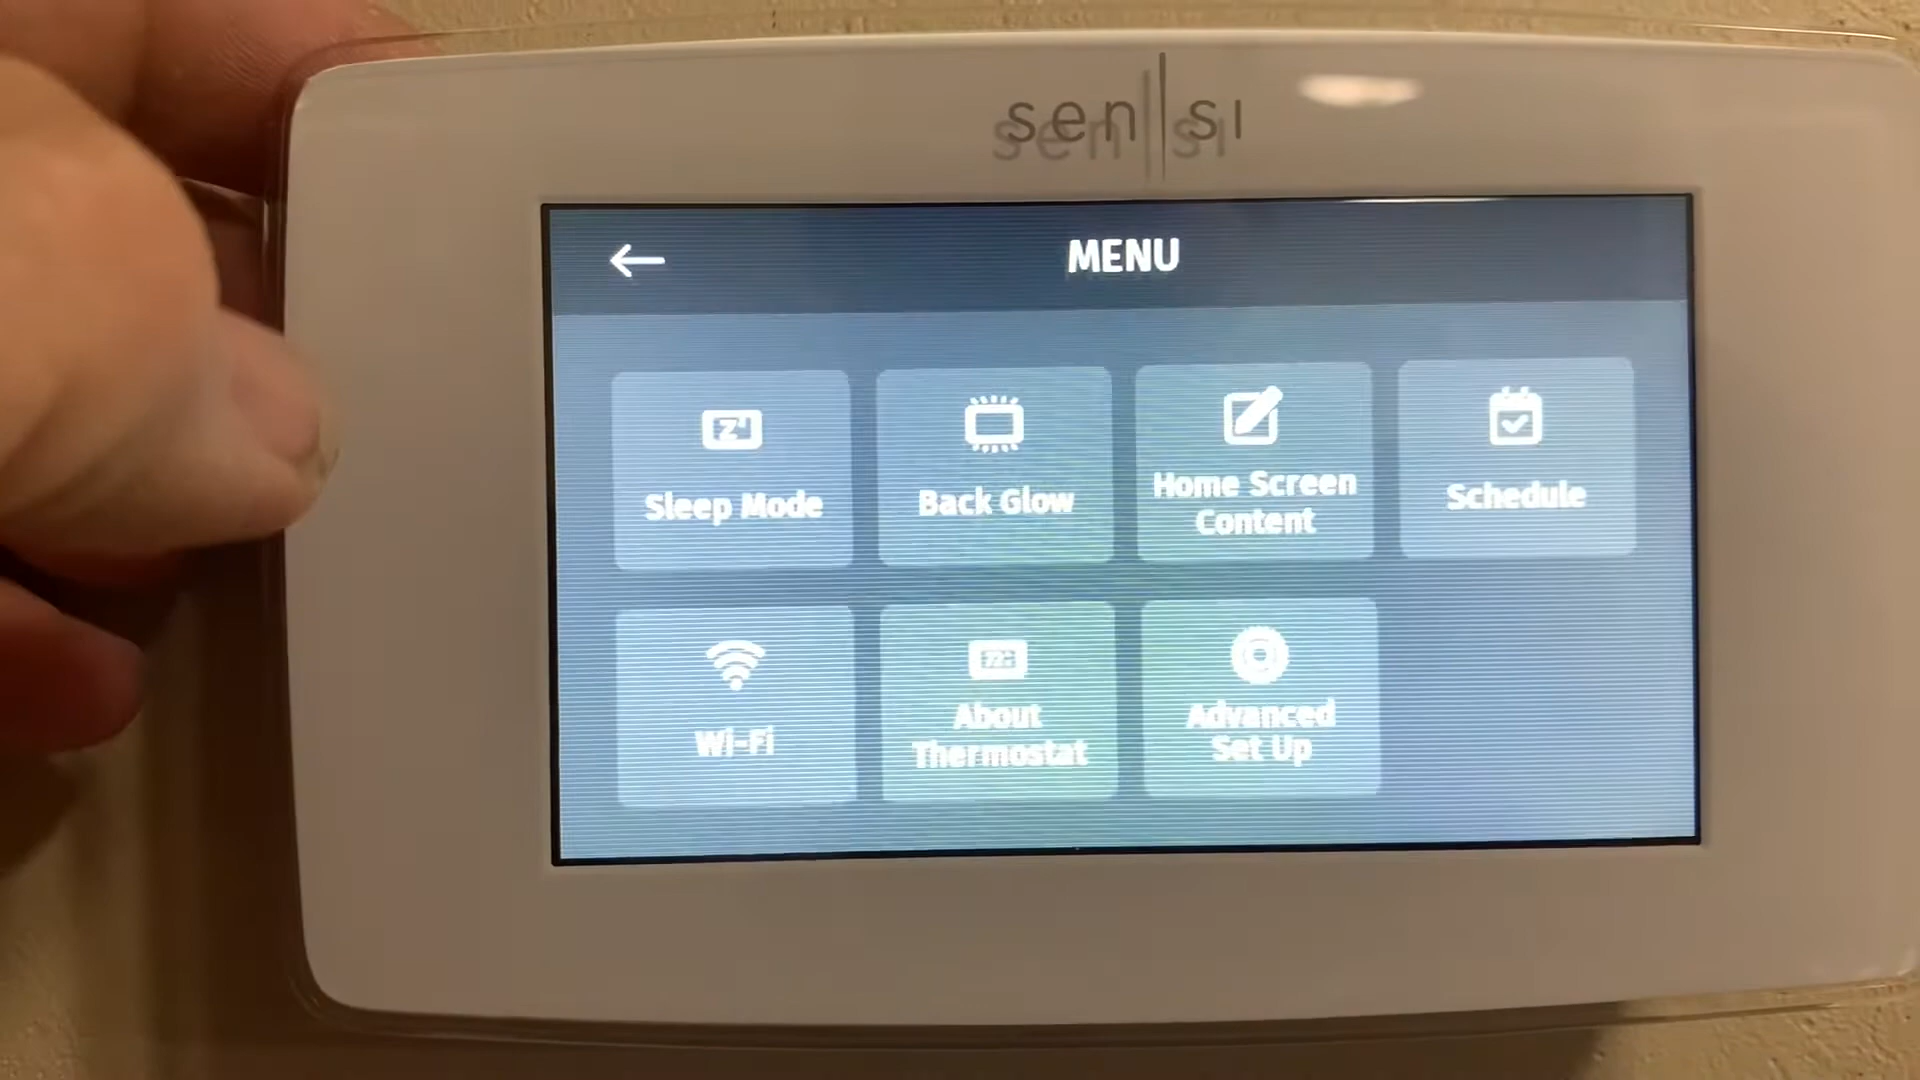 sensi
MENU
Sleep Mode
Back Glow
Home Screen
Content
Schedule
Wi-Fi
About
Thermostat
Advanced
Set Up